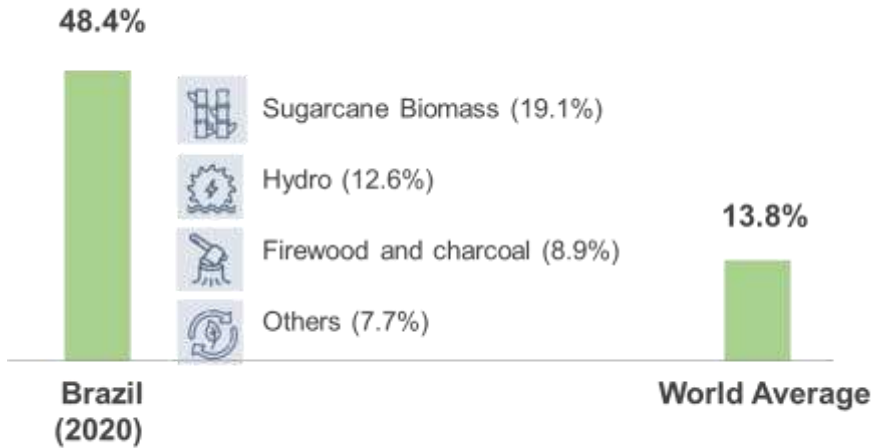 48.4%
Sugarcane Biomass (19.1%)
Hydro (12.6%)
Firewood and charcoal (8.9%)
Others (7.7%)
13.8%
Brazil
(2020)
World Average